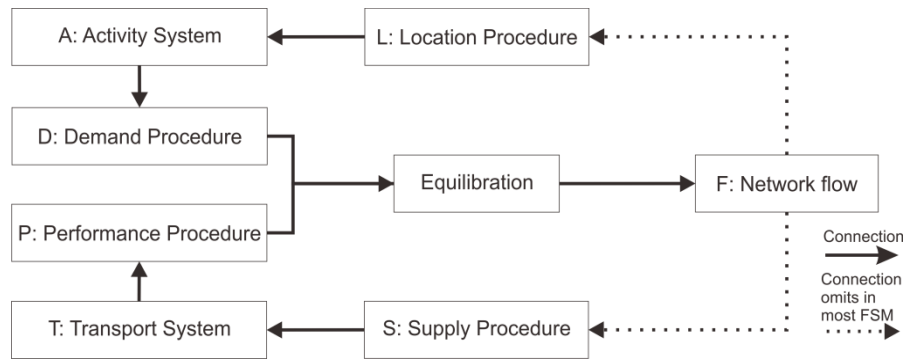 A: Activity System
L: Location Procedure
D: Demand Procedure
Equilibration
F: Network flow
P: Performance Procedure
Connection
Connection
omits in
most FSM
T: Transport System
S: Supply Procedure